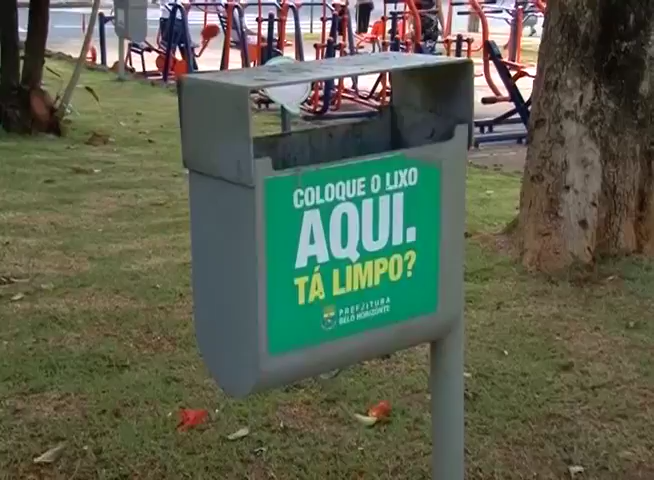 COLOQUE O LIXO
AQUI.
TÁ LIMPO?
PREFEITURA
BELO HORIZONTE